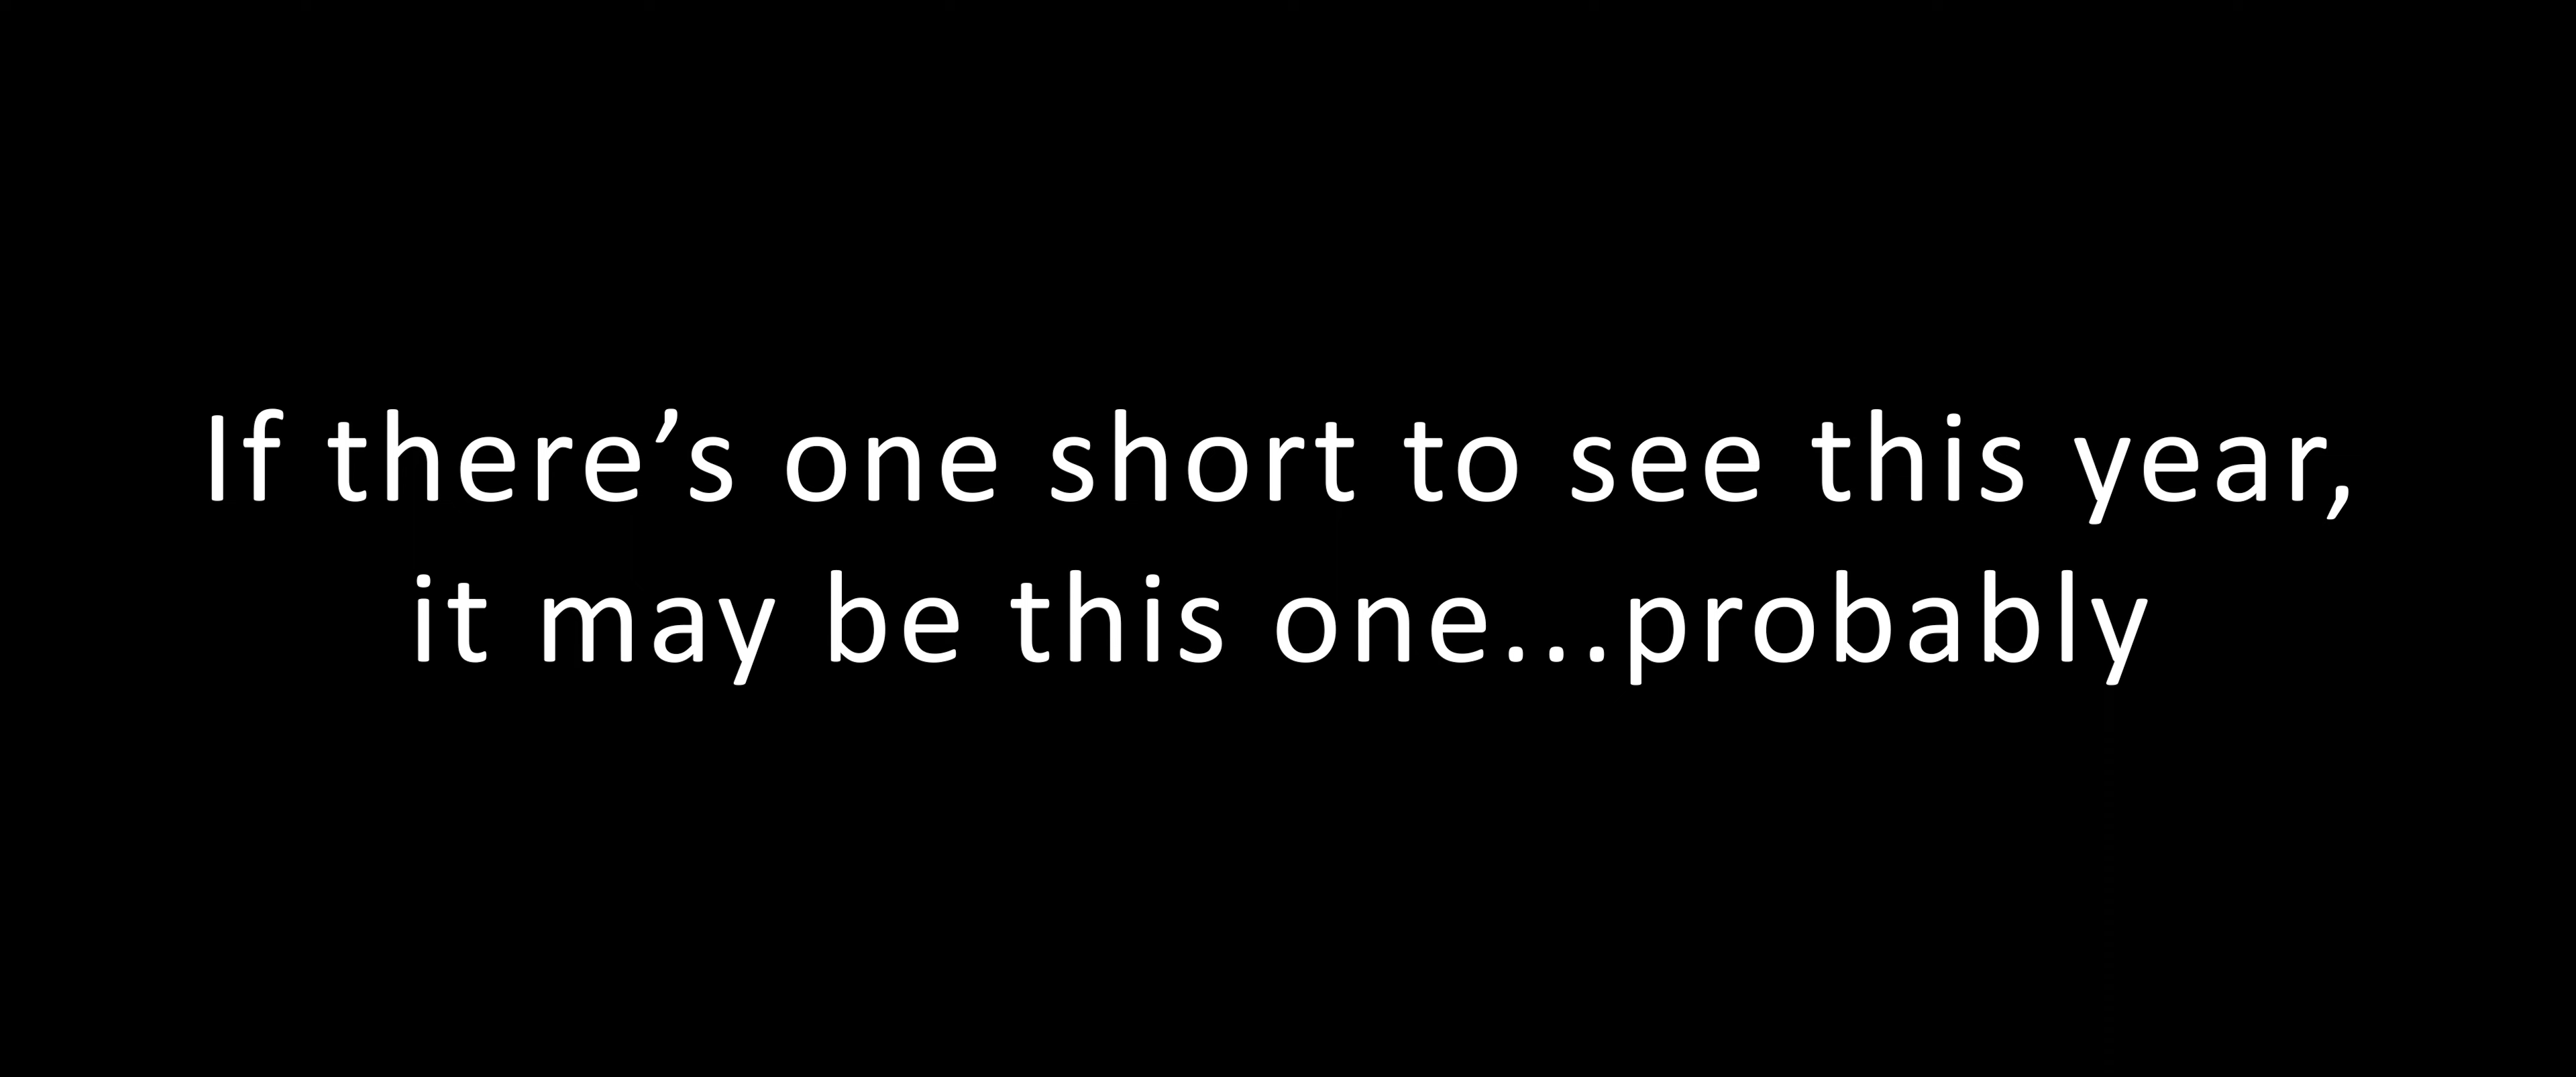 If there’s one short to see this year,
it may be this one...probably